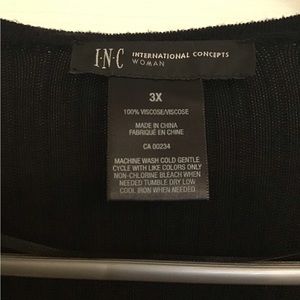 I·N·C INTERNATIONAL CONCEPTS
WOMAN
3X
100% VISCOSE/VISCOSE
MADE IN CHINA
FABRIQUÉ EN CHINE
CA 00234
MACHINE WASH COLD GENTLE
CYCLE WITH LIKE COLORS ONLY
NON-CHLORINE BLEACH WHEN
NEEDED TUMBLE DRY LOW
COOL IRON WHEN NEEDED